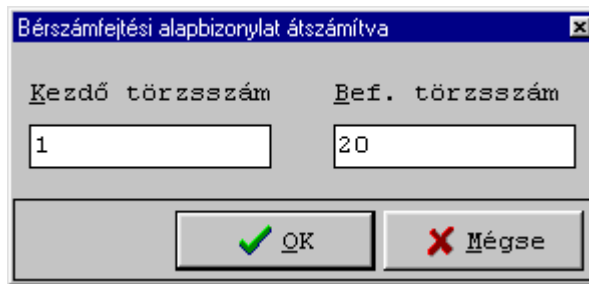 Bérszámfejtési alapbizonylat átszámítva
Kezdő törzsszám Bef. törzsszám
1 20
OK Mégse